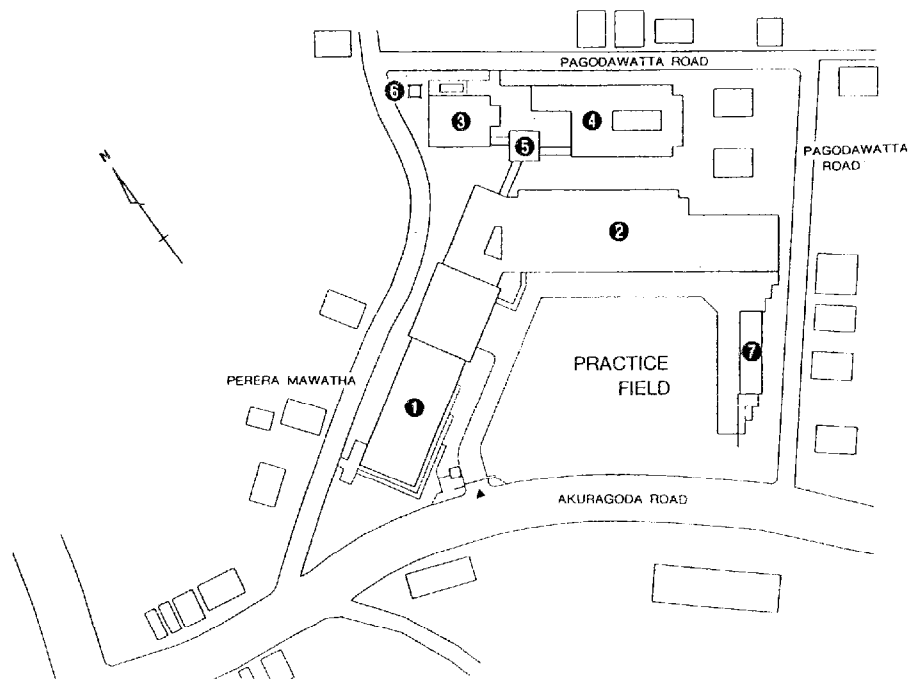 PAGODAWATTA ROAD
6
3
4
5
PAGODAWATTA
ROAD
N
2
PRACTICE
FIELD
7
PERERA MAWATHA
1
AKURAGODA ROAD